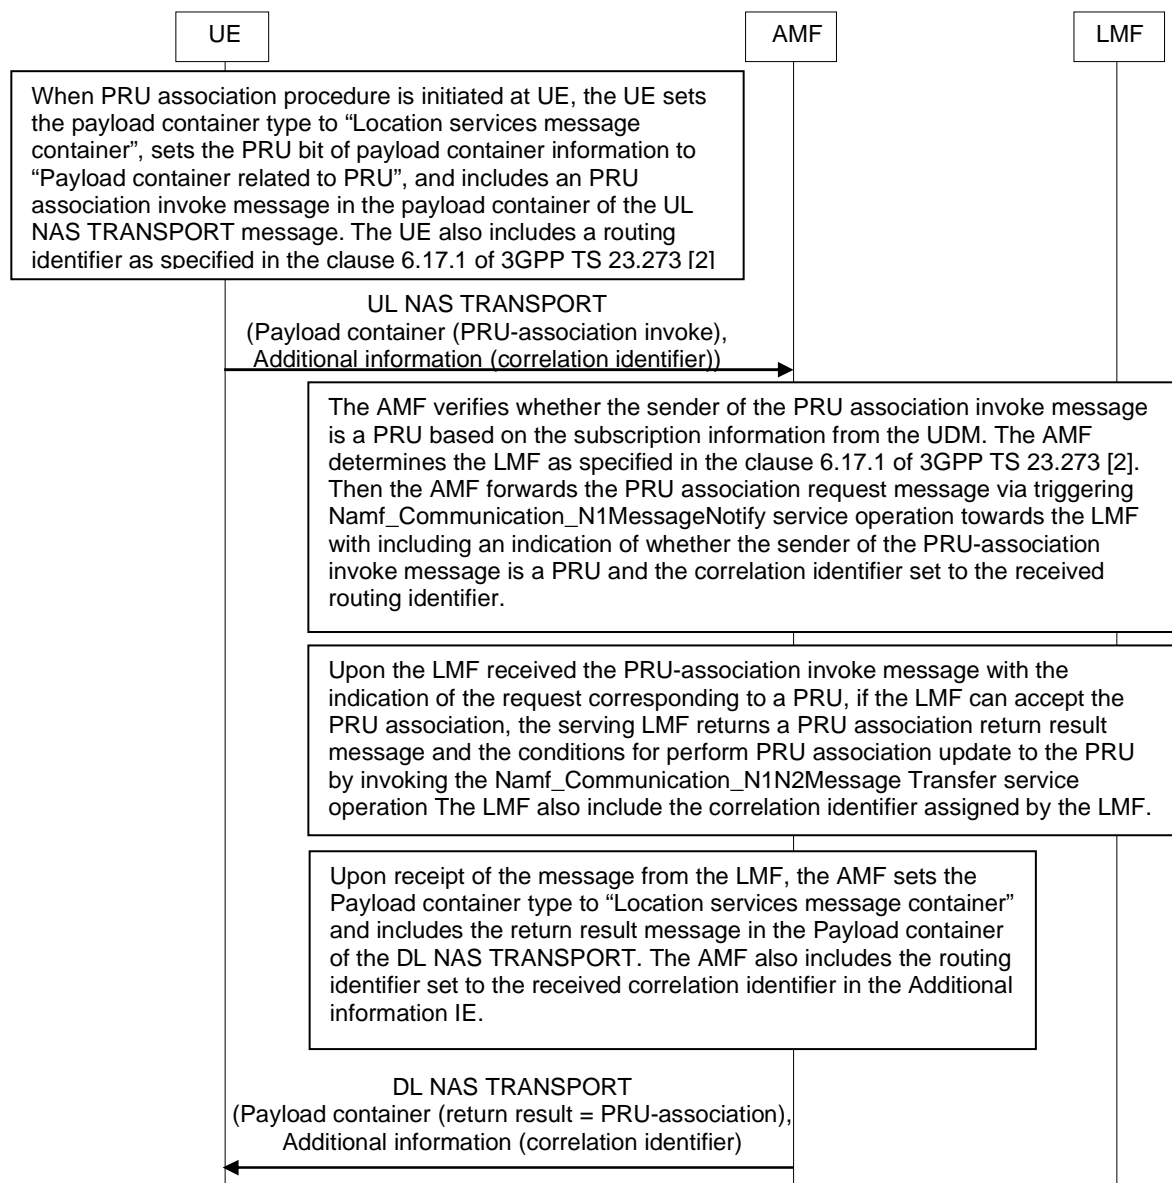 UE
AMF
LMF
When PRU association procedure is initiated at UE, the UE sets
the payload container type to “Location services message
container”, sets the PRU bit of payload container information to
“Payload container related to PRU”, and includes an PRU
association invoke message in the payload container of the UL
NAS TRANSPORT message. The UE also includes a routing
identifier as specified in the clause 6.17.1 of 3GPP TS 23.273 [2]
UL NAS TRANSPORT
(Payload container (PRU-association invoke),
Additional information (correlation identifier))
The AMF verifies whether the sender of the PRU association invoke message
is a PRU based on the subscription information from the UDM. The AMF
determines the LMF as specified in the clause 6.17.1 of 3GPP TS 23.273 [2].
Then the AMF forwards the PRU association request message via triggering
Namf_Communication_N1MessageNotify service operation towards the LMF
with including an indication of whether the sender of the PRU-association
invoke message is a PRU and the correlation identifier set to the received
routing identifier.
Upon the LMF received the PRU-association invoke message with the
indication of the request corresponding to a PRU, if the LMF can accept the
PRU association, the serving LMF returns a PRU association return result
message and the conditions for perform PRU association update to the PRU
by invoking the Namf_Communication_N1N2Message Transfer service
operation The LMF also include the correlation identifier assigned by the LMF.
Upon receipt of the message from the LMF, the AMF sets the
Payload container type to “Location services message container”
and includes the return result message in the Payload container
of the DL NAS TRANSPORT. The AMF also includes the routing
identifier set to the received correlation identifier in the Additional
information IE.
DL NAS TRANSPORT
(Payload container (return result = PRU-association),
Additional information (correlation identifier)